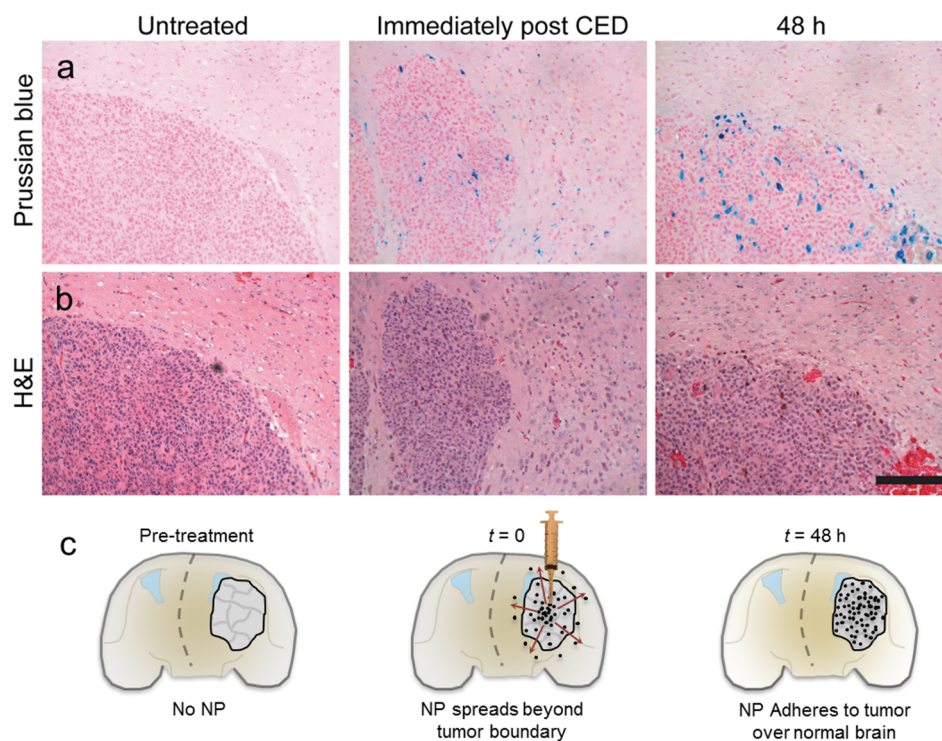 Untreated
Immediately post CED
48 h
a
Prussian blue
b
H&E
c
Pre-treatment
t = 0
t = 48 h
No NP
NP spreads beyond
tumor boundary
NP Adheres to tumor
over normal brain